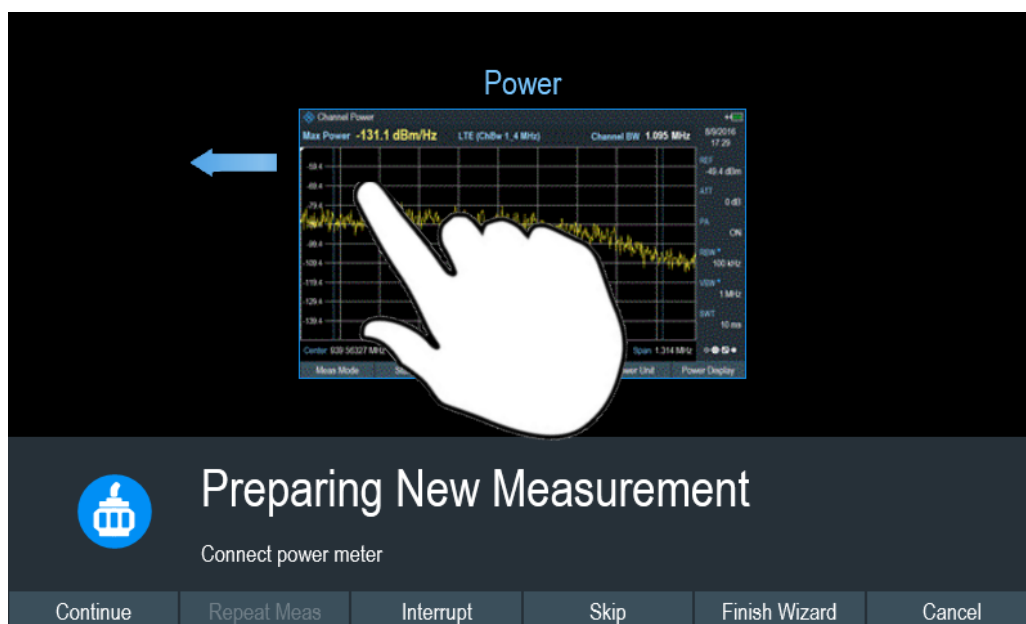 Power
Channel Power
Max Power -131.1 dBm/Hz LTE (ChBw 1_4 MHz) Channel BW 1.095 MHz
8/9/2016
17:29
REF
-49.4 dBm
ATT
0 dB
PA
ON
RBW
100 kHz
VBW
1 MHz
SWT
10 ms
-59.4
-69.4
-79.4
-99.4
-109.4
-119.4
-129.4
-139.4
Center 939.56327 MHz Span 1.314 MHz
Meas Mode Unit Power Display
Preparing New Measurement
Connect power meter
Continue Repeat Meas Interrupt Skip Finish Wizard Cancel